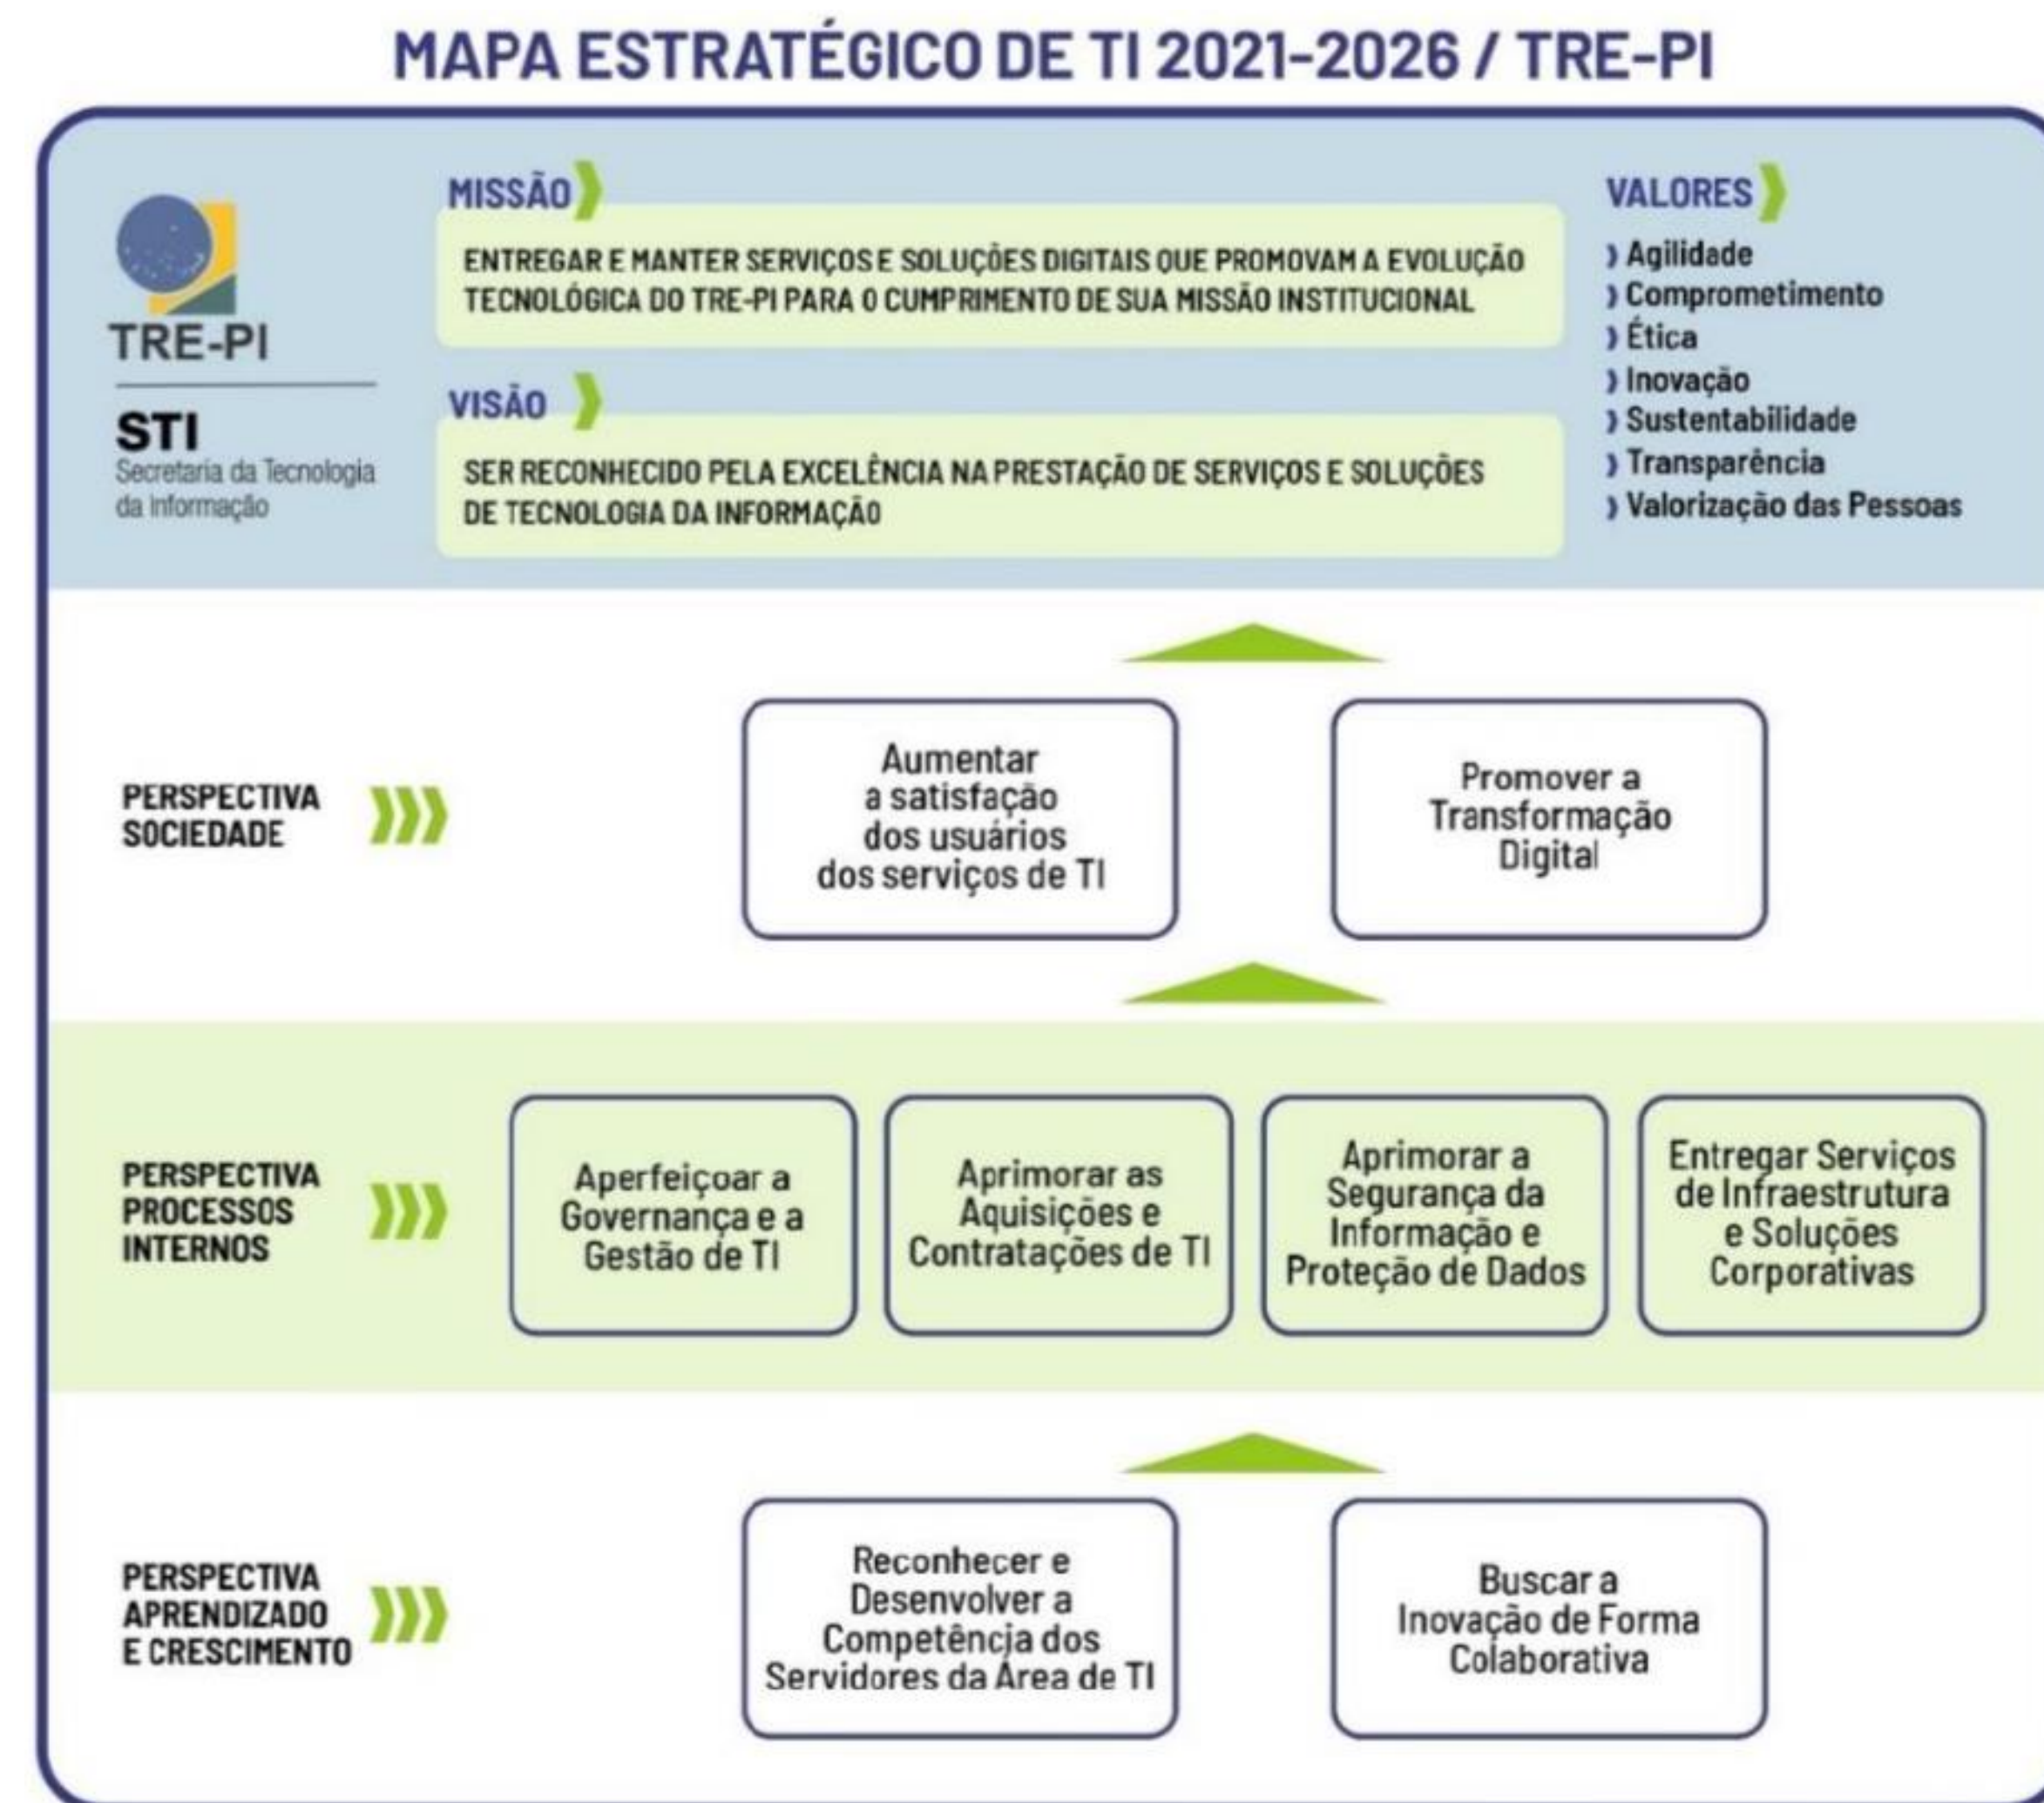 MAPA ESTRATÉGICO DE TI 2021-2026 / TRE-PI
TRE-PI
STI
Secretaria da Tecnologia
da Informação
MISSÃO
ENTREGAR E MANTER SERVIÇOS E SOLUÇÕES DIGITAIS QUE PROMOVAM A EVOLUÇÃO
TECNOLÓGICA DO TRE-PI PARA O CUMPRIMENTO DE SUA MISSÃO INSTITUCIONAL
VISÃO
SER RECONHECIDO PELA EXCELÊNCIA NA PRESTAÇÃO DE SERVIÇOS E SOLUÇÕES
DE TECNOLOGIA DA INFORMAÇÃO
VALORES
Agilidade
Comprometimento
Ética
Inovação
Sustentabilidade
Transparência
Valorização das Pessoas
PERSPECTIVA
SOCIEDADE
Aumentar
a satisfação
dos usuários
dos serviços de TI
Promover a
Transformação
Digital
PERSPECTIVA
PROCESSOS
INTERNOS
Aperfeiçoar a
Governança e a
Gestão de TI
Aprimorar as
Aquisições e
Contratações de TI
Aprimorar a
Segurança da
Informação e
Proteção de Dados
Entregar Serviços
de Infraestrutura
e Soluções
Corporativas
PERSPECTIVA
APRENDIZADO
E CRESCIMENTO
Reconhecer e
Desenvolver a
Competência dos
Servidores da Área de TI
Buscar a
Inovação de Forma
Colaborativa